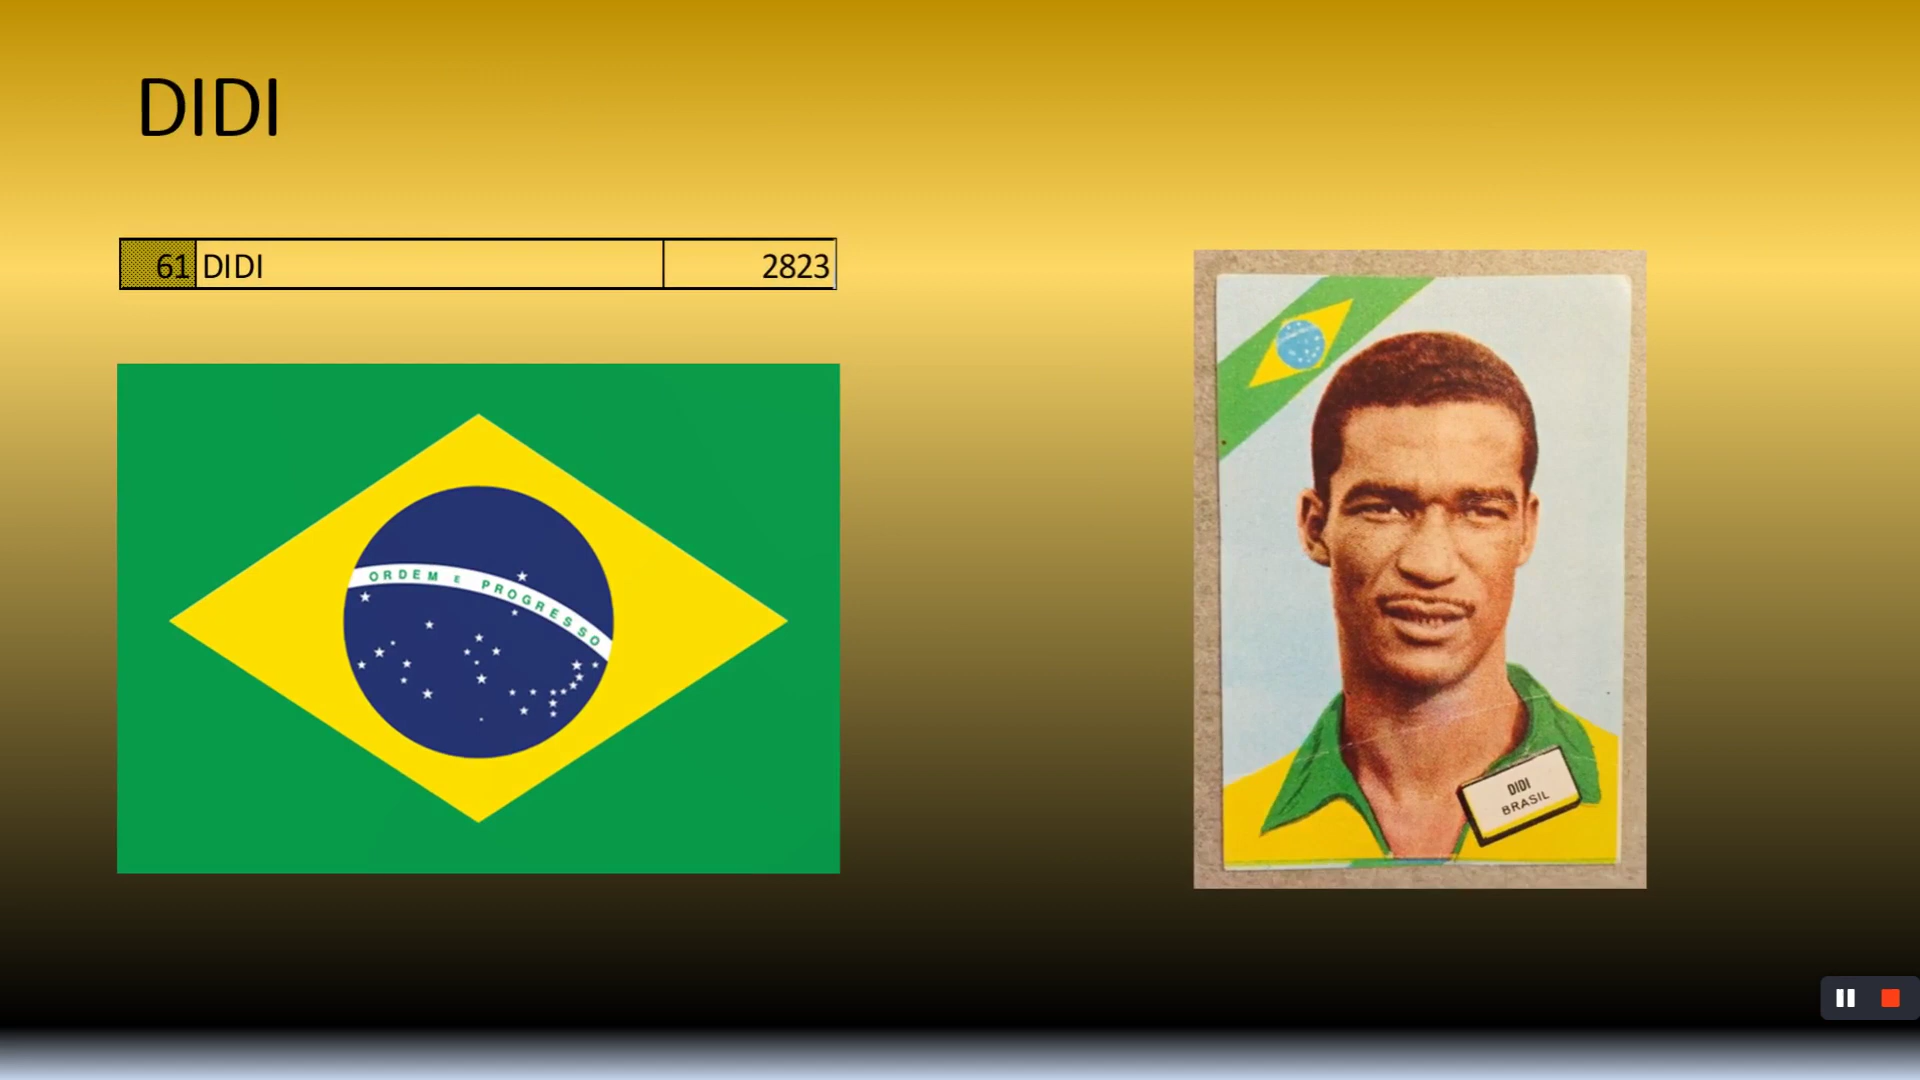 DIDI
61 DIDI 2823
ORDEM E PROGRESSO
DIDI
BRASIL